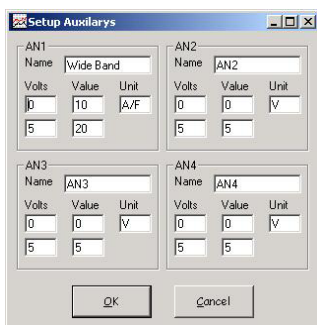 Setup Auxilarys
AN1
Name Wide Band
Volts Value Unit
0 10 A/F
5 20
AN2
Name AN2
Volts Value Unit
0 0 V
5 5
AN3
Name AN3
Volts Value Unit
0 0 V
5 5
AN4
Name AN4
Volts Value Unit
0 0 V
5 5
OK Cancel